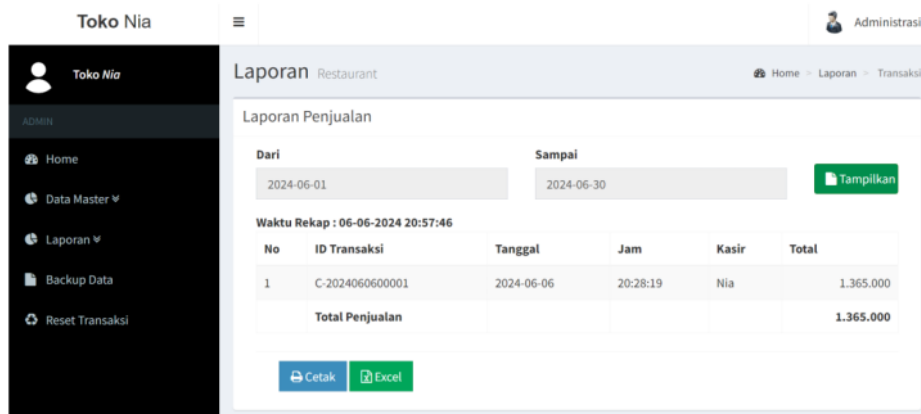 Toko Nia
Administrasi
Toko Nia
ADMIN
Home
Data Master
Laporan
Backup Data
Reset Transaksi
Laporan Restaurant
Home > Laporan > Transaksi
Laporan Penjualan
Dari Sampai
2024-06-01 2024-06-30 Tampilkan
Waktu Rekap : 06-06-2024 20:57:46
No ID Transaksi Tanggal Jam Kasir Total
1 C-2024060600001 2024-06-06 20:28:19 Nia 1.365.000
Total Penjualan 1.365.000
Cetak Excel